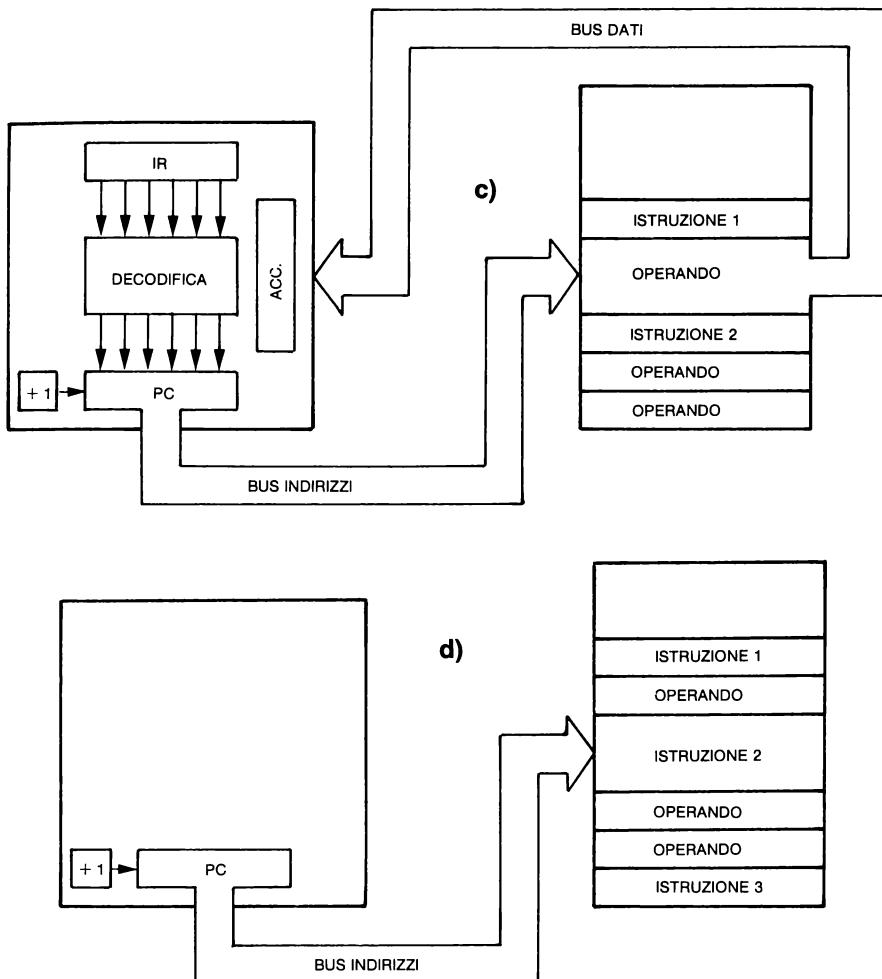 BUS DATI
IR
c)
ISTRUZIONE 1
DECODIFICA
ACC.
OPERANDO
ISTRUZIONE 2
+ 1
PC
OPERANDO
OPERANDO
BUS INDIRIZZI
d)
ISTRUZIONE 1
OPERANDO
ISTRUZIONE 2
OPERANDO
OPERANDO
+ 1
PC
ISTRUZIONE 3
BUS INDIRIZZI